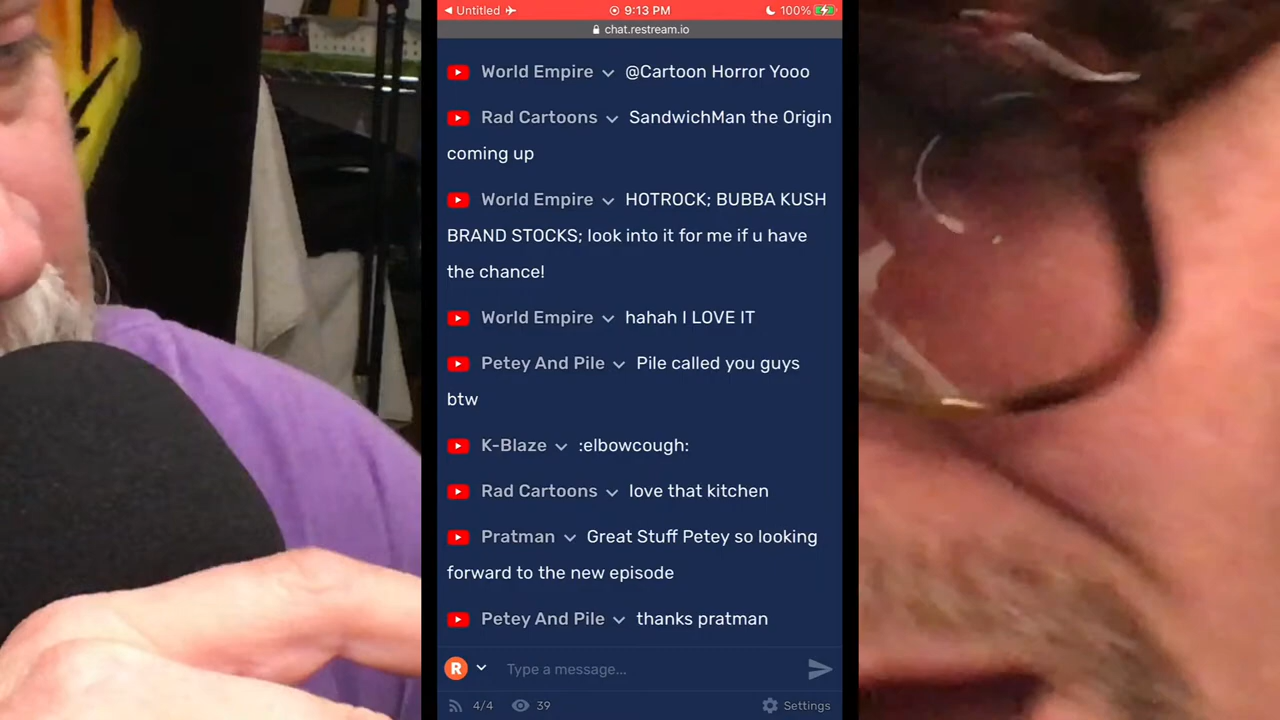 Untitled
9:13 PM
100%
chat.restream.io
World Empire @Cartoon Horror Yooo
Rad Cartoons SandwichMan the Origin
coming up
World Empire HOTROCK; BUBBA KUSH
BRAND STOCKS; look into it for me if u have
the chance!
World Empire hahah I LOVE IT
Petey And Pile Pile called you guys
btw
K-Blaze :elbowcough:
Rad Cartoons love that kitchen
Pratman Great Stuff Petey so looking
forward to the new episode
Petey And Pile thanks pratman
R Type a message...
4/4 39 Settings